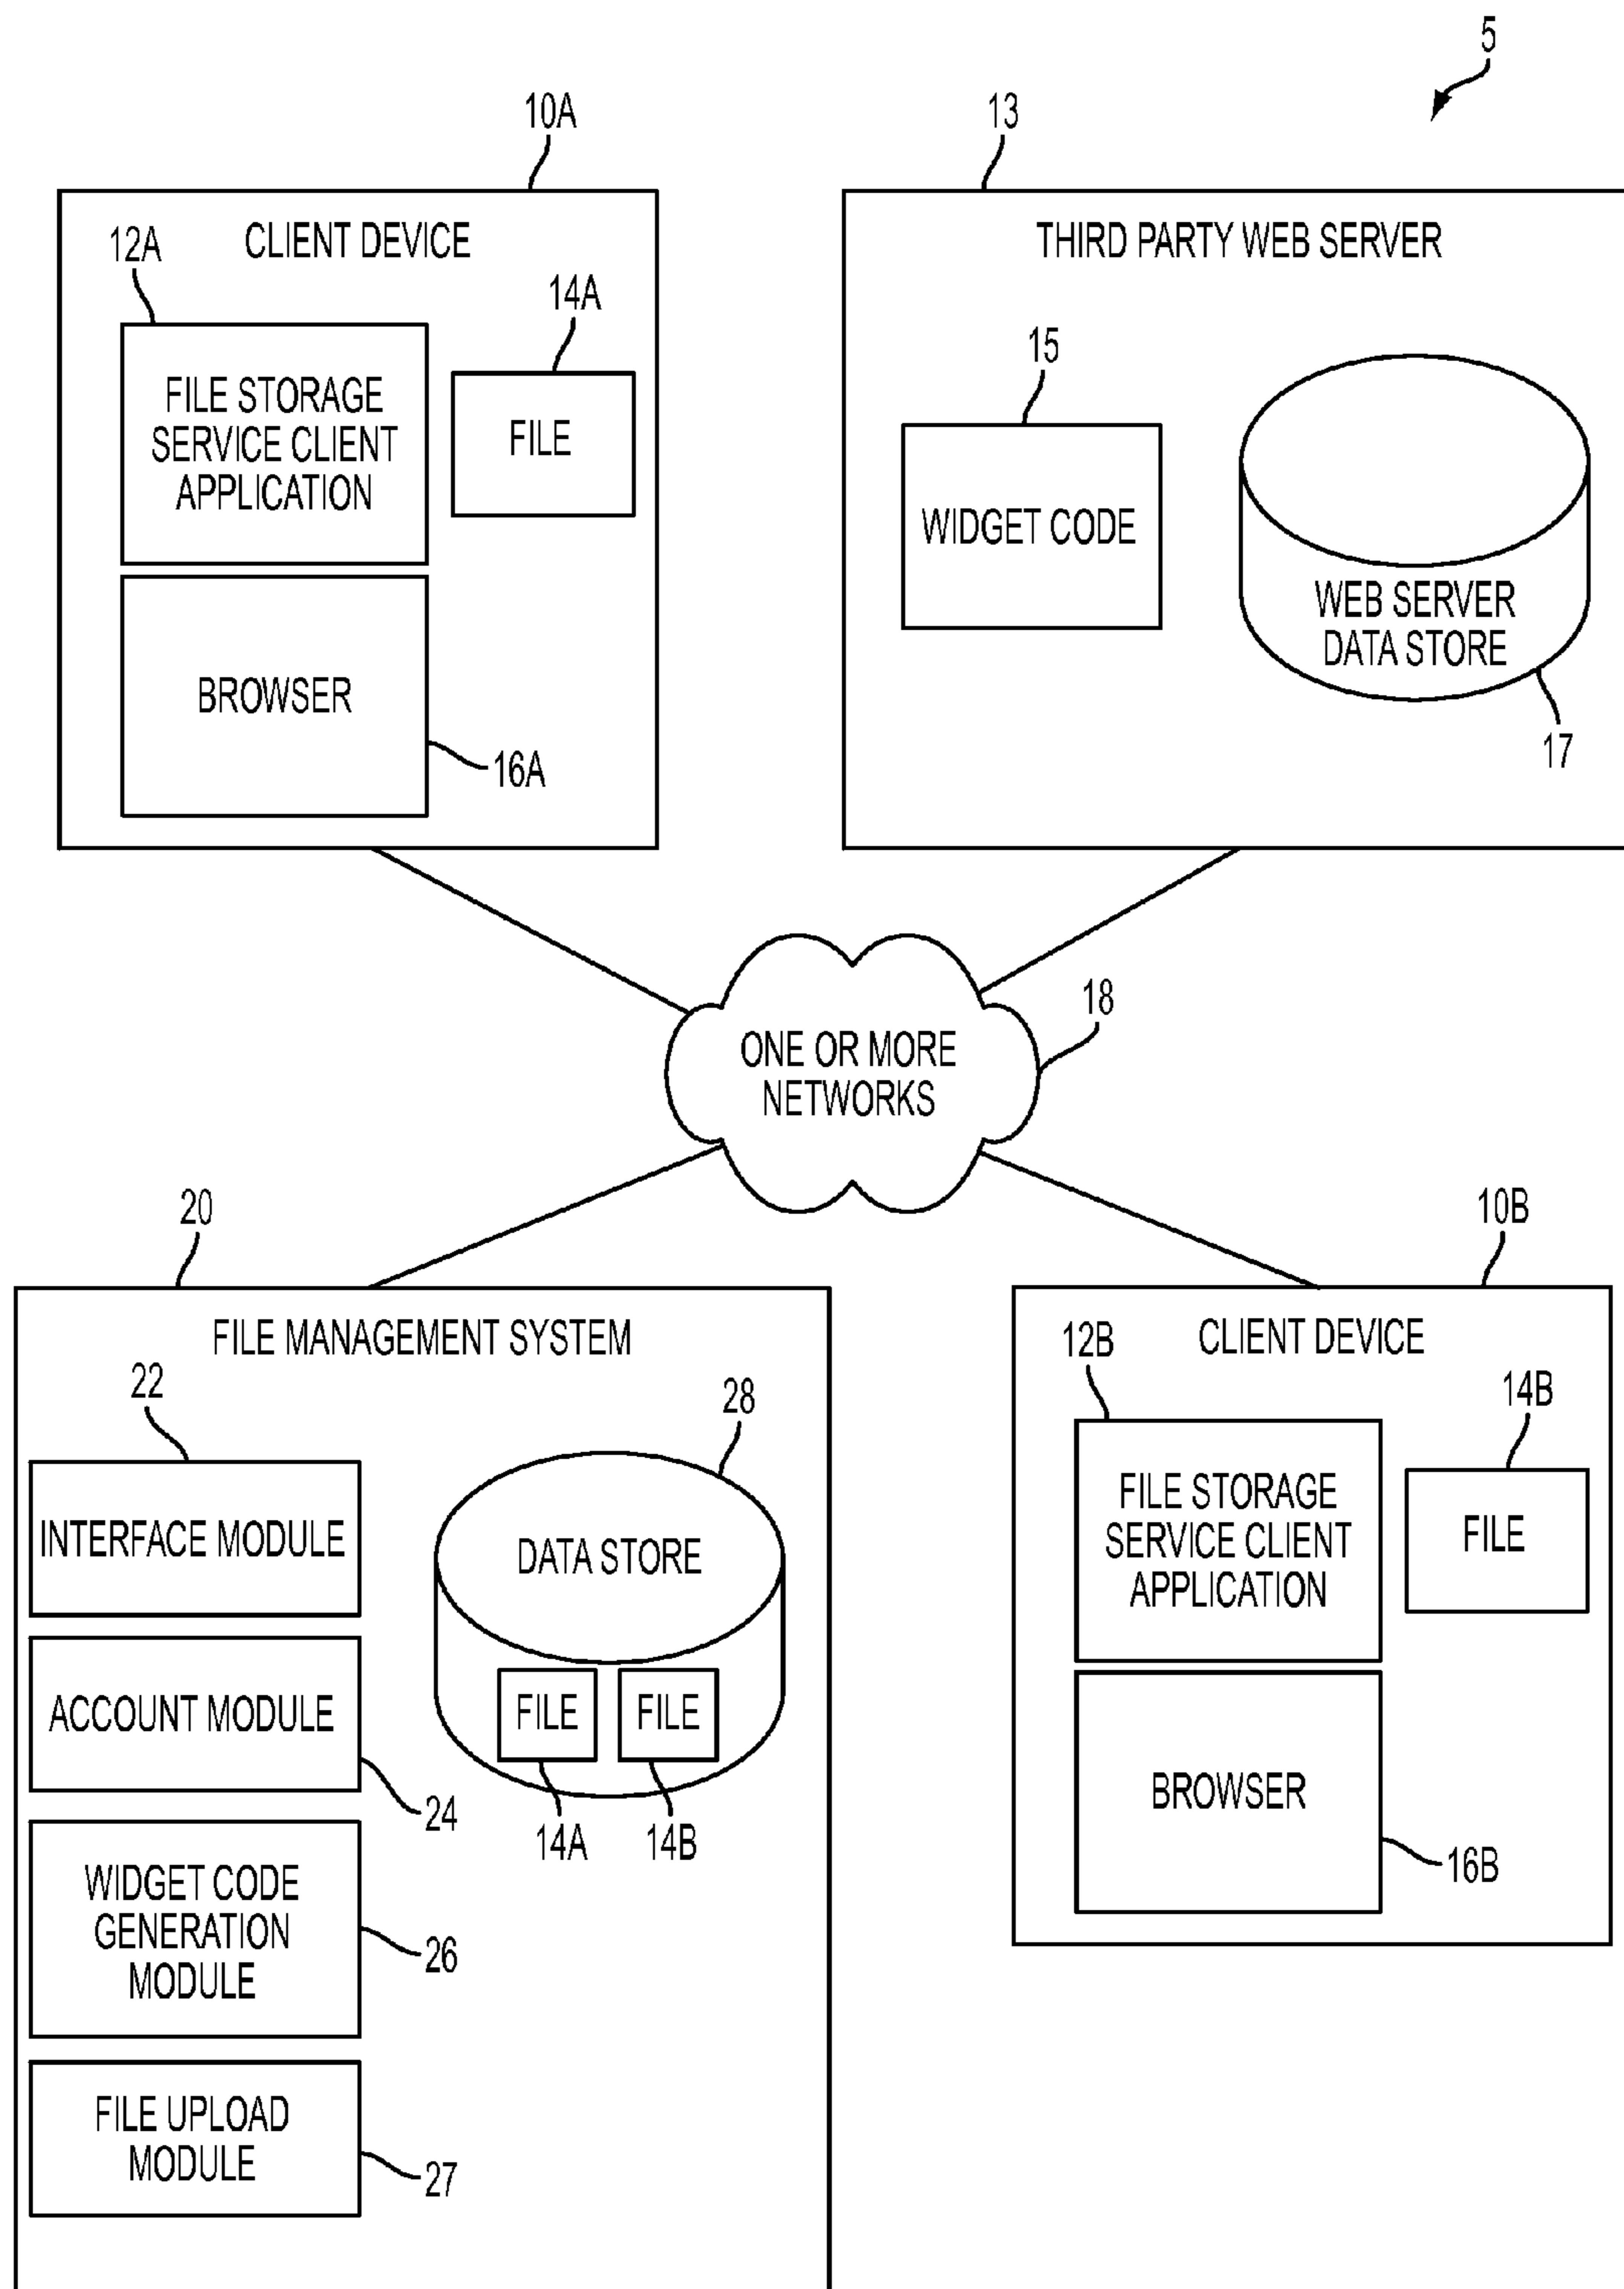 5
10A
13
CLIENT DEVICE
12A
14A
FILE STORAGE
SERVICE CLIENT
APPLICATION
FILE
BROWSER
16A
THIRD PARTY WEB SERVER
15
WIDGET CODE
WEB SERVER
DATA STORE
17
ONE OR MORE
NETWORKS
18
20
FILE MANAGEMENT SYSTEM
22
INTERFACE MODULE
28
DATA STORE
FILE
FILE
14A
14B
ACCOUNT MODULE
24
WIDGET CODE
GENERATION
MODULE
26
FILE UPLOAD
MODULE
27
10B
CLIENT DEVICE
12B
14B
FILE STORAGE
SERVICE CLIENT
APPLICATION
FILE
BROWSER
16B